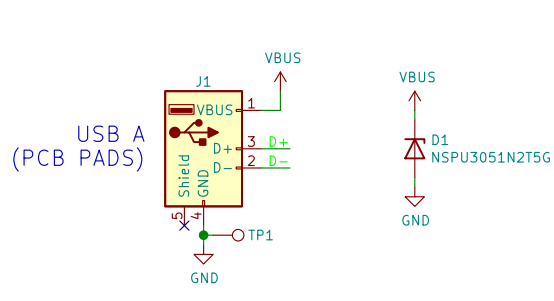 VBUS
J1
VBUS 1
USB A
(PCB PADS)
D+ 3 D+
D- 2 D-
Shield
GND
5
4
TP1
GND
VBUS
D1
NSPU3051N2T5G
GND